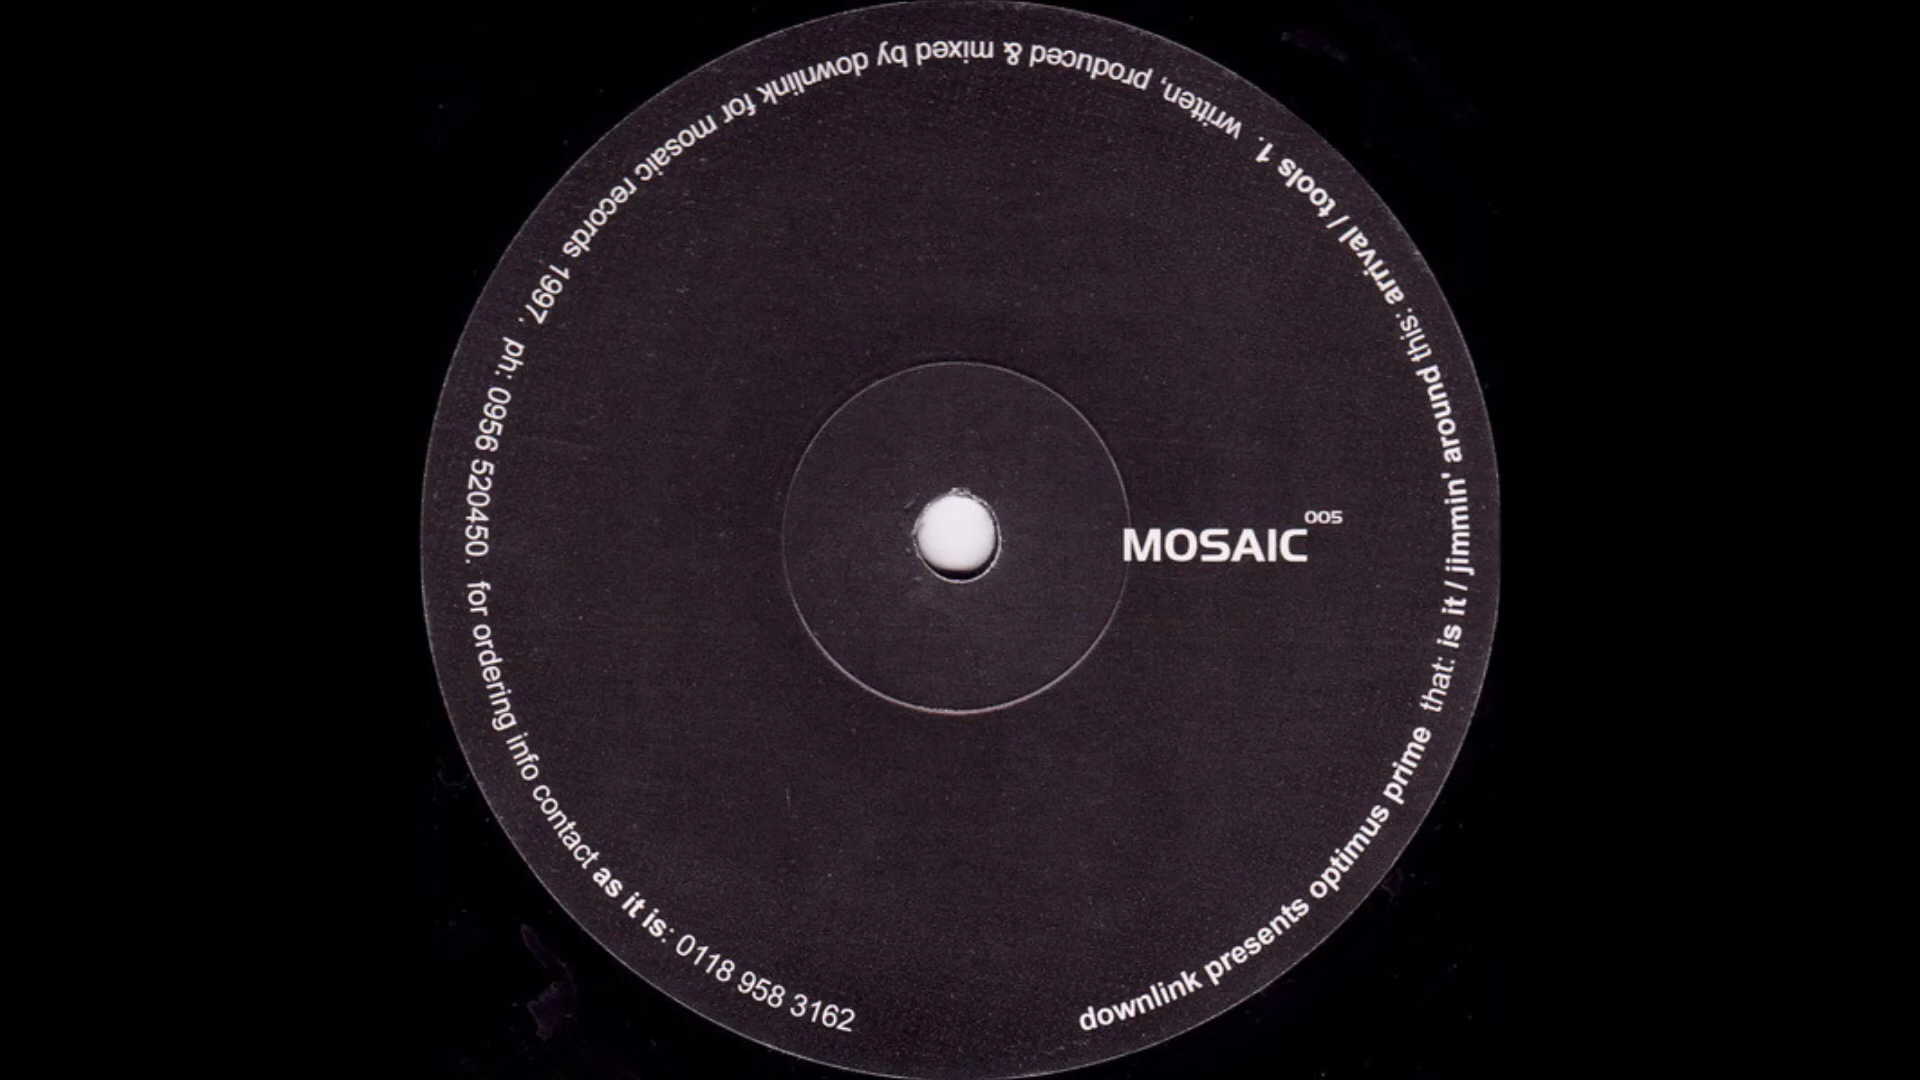 MOSAIC 005
downlink presents optimus prime that: is it / jimmin' around this: arrival / tools 1. written, produced & mixed by downlink for mosaic records 1997. ph: 0956 520450. for ordering info contact as it is: 0118 958 3162